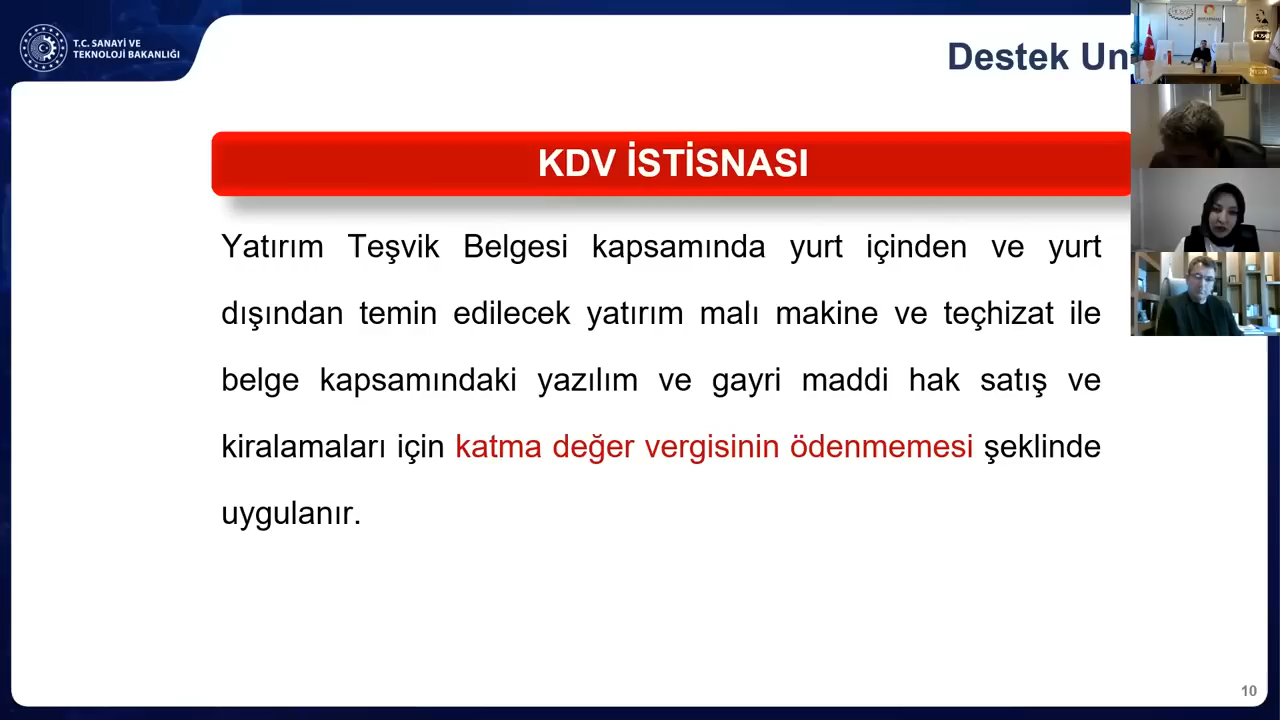 T.C. SANAYİ VE
TEKNOLOJİ BAKANLIĞI
Destek Un
KDV İSTİSNASI
Yatırım Teşvik Belgesi kapsamında yurt içinden ve yurt
dışından temin edilecek yatırım malı makine ve teçhizat ile
belge kapsamındaki yazılım ve gayri maddi hak satış ve
kiralamaları için katma değer vergisinin ödenmemesi şeklinde
uygulanır.
10